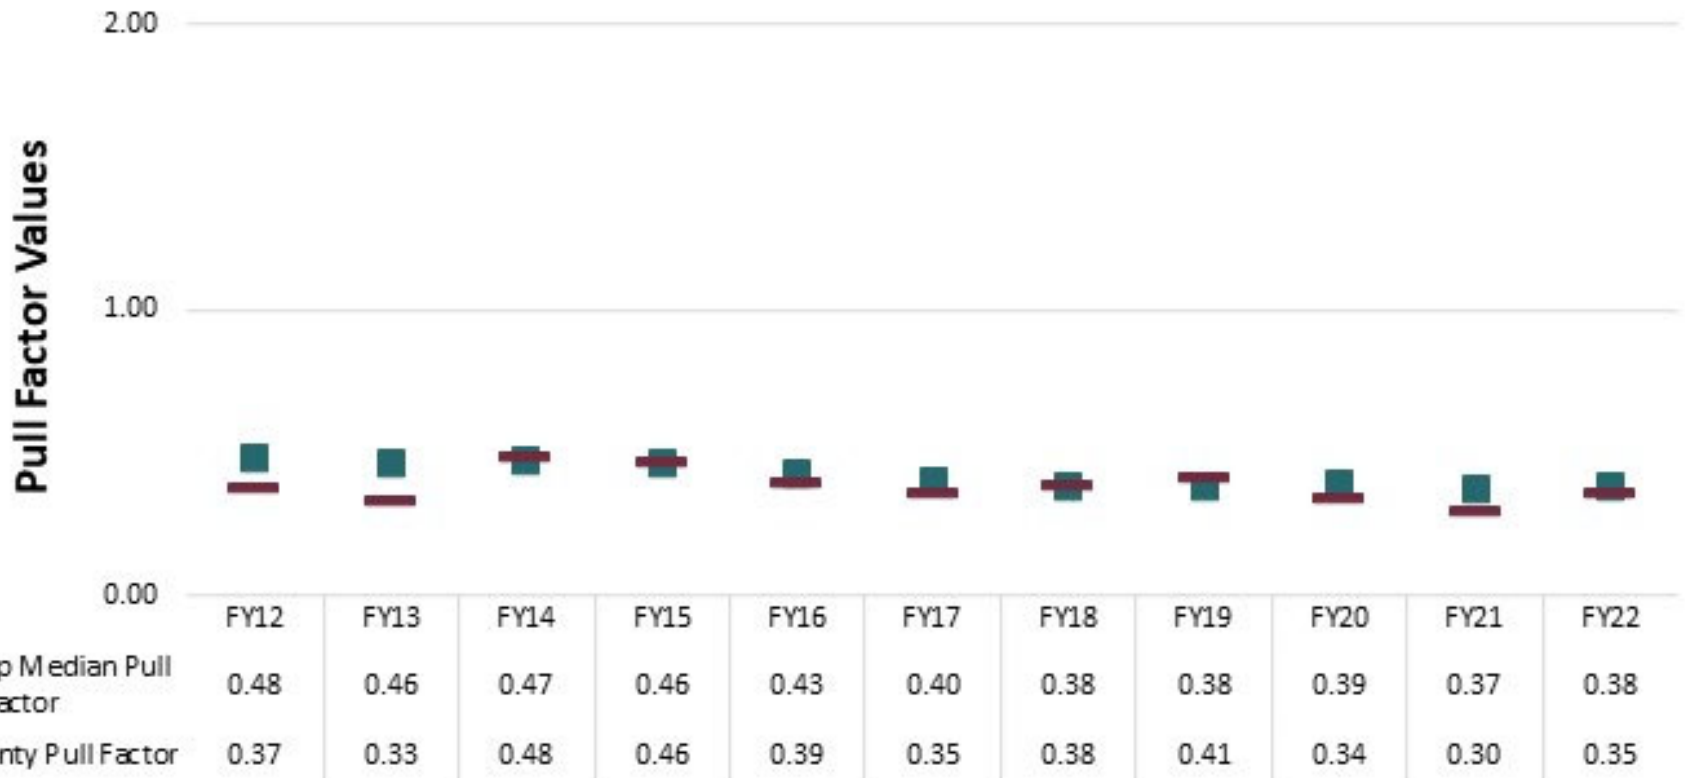 2.00
Pull Factor Values
1.00
0.00
FY12 FY13 FY14 FY15 FY16 FY17 FY18 FY19 FY20 FY21 FY22
Median Pull
0.48 0.46 0.47 0.46 0.43 0.40 0.38 0.38 0.39 0.37 0.38
Pull Factor 0.37 0.33 0.48 0.46 0.39 0.35 0.38 0.41 0.34 0.30 0.35